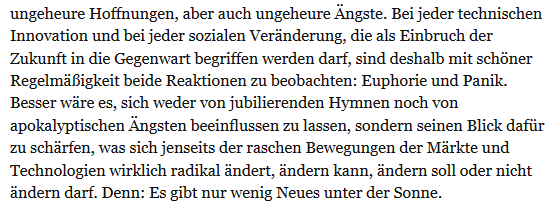 ungeheure Hoffnungen, aber auch ungeheure Ängste. Bei jeder technischen
Innovation und bei jeder sozialen Veränderung, die als Einbruch der
Zukunft in die Gegenwart begriffen werden darf, sind deshalb mit schöner
Regelmäßigkeit beide Reaktionen zu beobachten: Euphorie und Panik.
Besser wäre es, sich weder von jubilierenden Hymnen noch von
apokalyptischen Ängsten beeinflussen zu lassen, sondern seinen Blick dafür
zu schärfen, was sich jenseits der raschen Bewegungen der Märkte und
Technologien wirklich radikal ändert, ändern kann, ändern soll oder nicht
ändern darf. Denn: Es gibt nur wenig Neues unter der Sonne.